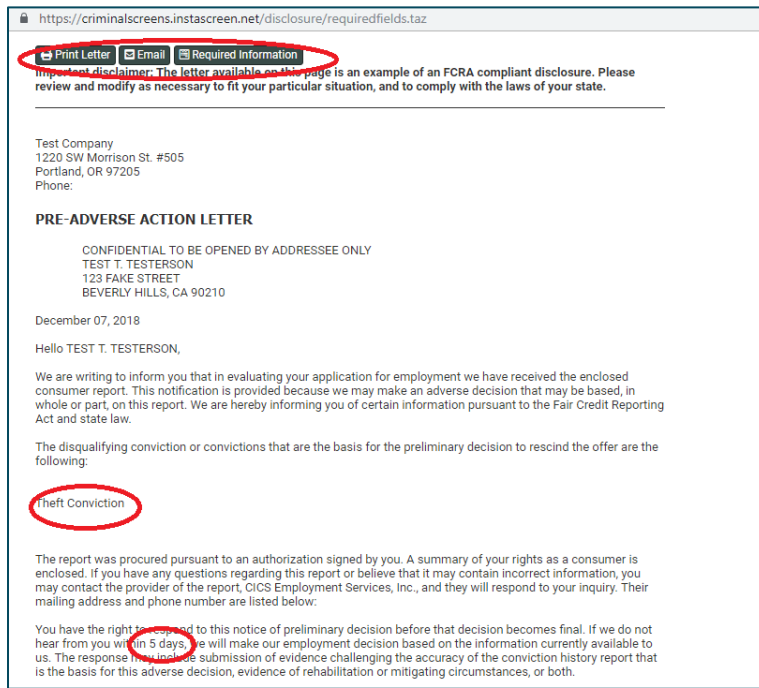 https://criminalscreens.instascreen.net/disclosure/requiredfields.taz
Print Letter Email Required Information
Important disclaimer: The letter available on this page is an example of an FCRA compliant disclosure. Please
review and modify as necessary to fit your particular situation, and to comply with the laws of your state.
Test Company
1220 SW Morrison St. #505
Portland, OR 97205
Phone:
PRE-ADVERSE ACTION LETTER
CONFIDENTIAL TO BE OPENED BY ADDRESSEE ONLY
TEST T. TESTERSON
123 FAKE STREET
BEVERLY HILLS, CA 90210
December 07, 2018
Hello TEST T. TESTERSON,
We are writing to inform you that in evaluating your application for employment we have received the enclosed
consumer report. This notification is provided because we may make an adverse decision that may be based, in
whole or part, on this report. We are hereby informing you of certain information pursuant to the Fair Credit Reporting
Act and state law.
The disqualifying conviction or convictions that are the basis for the preliminary decision to rescind the offer are the
following:
Theft Conviction
The report was procured pursuant to an authorization signed by you. A summary of your rights as a consumer is
enclosed. If you have any questions regarding this report or believe that it may contain incorrect information, you
may contact the provider of the report, CICS Employment Services, Inc., and they will respond to your inquiry. Their
mailing address and phone number are listed below:
You have the right to respond to this notice of preliminary decision before that decision becomes final. If we do not
hear from you within 5 days, we will make our employment decision based on the information currently available to
us. The response may include submission of evidence challenging the accuracy of the conviction history report that
is the basis for this adverse decision, evidence of rehabilitation or mitigating circumstances, or both.